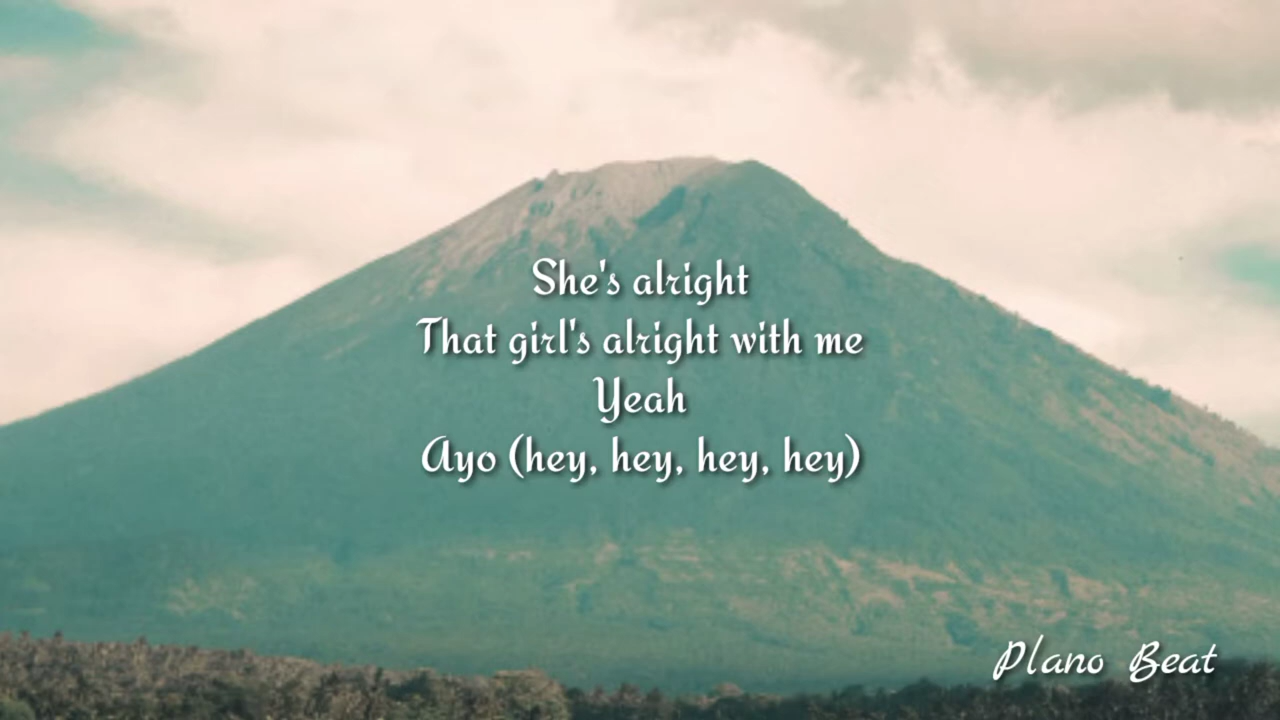 She's alright
That girl's alright with me
Yeah
Ayo (hey, hey, hey, hey)
Plano Beat